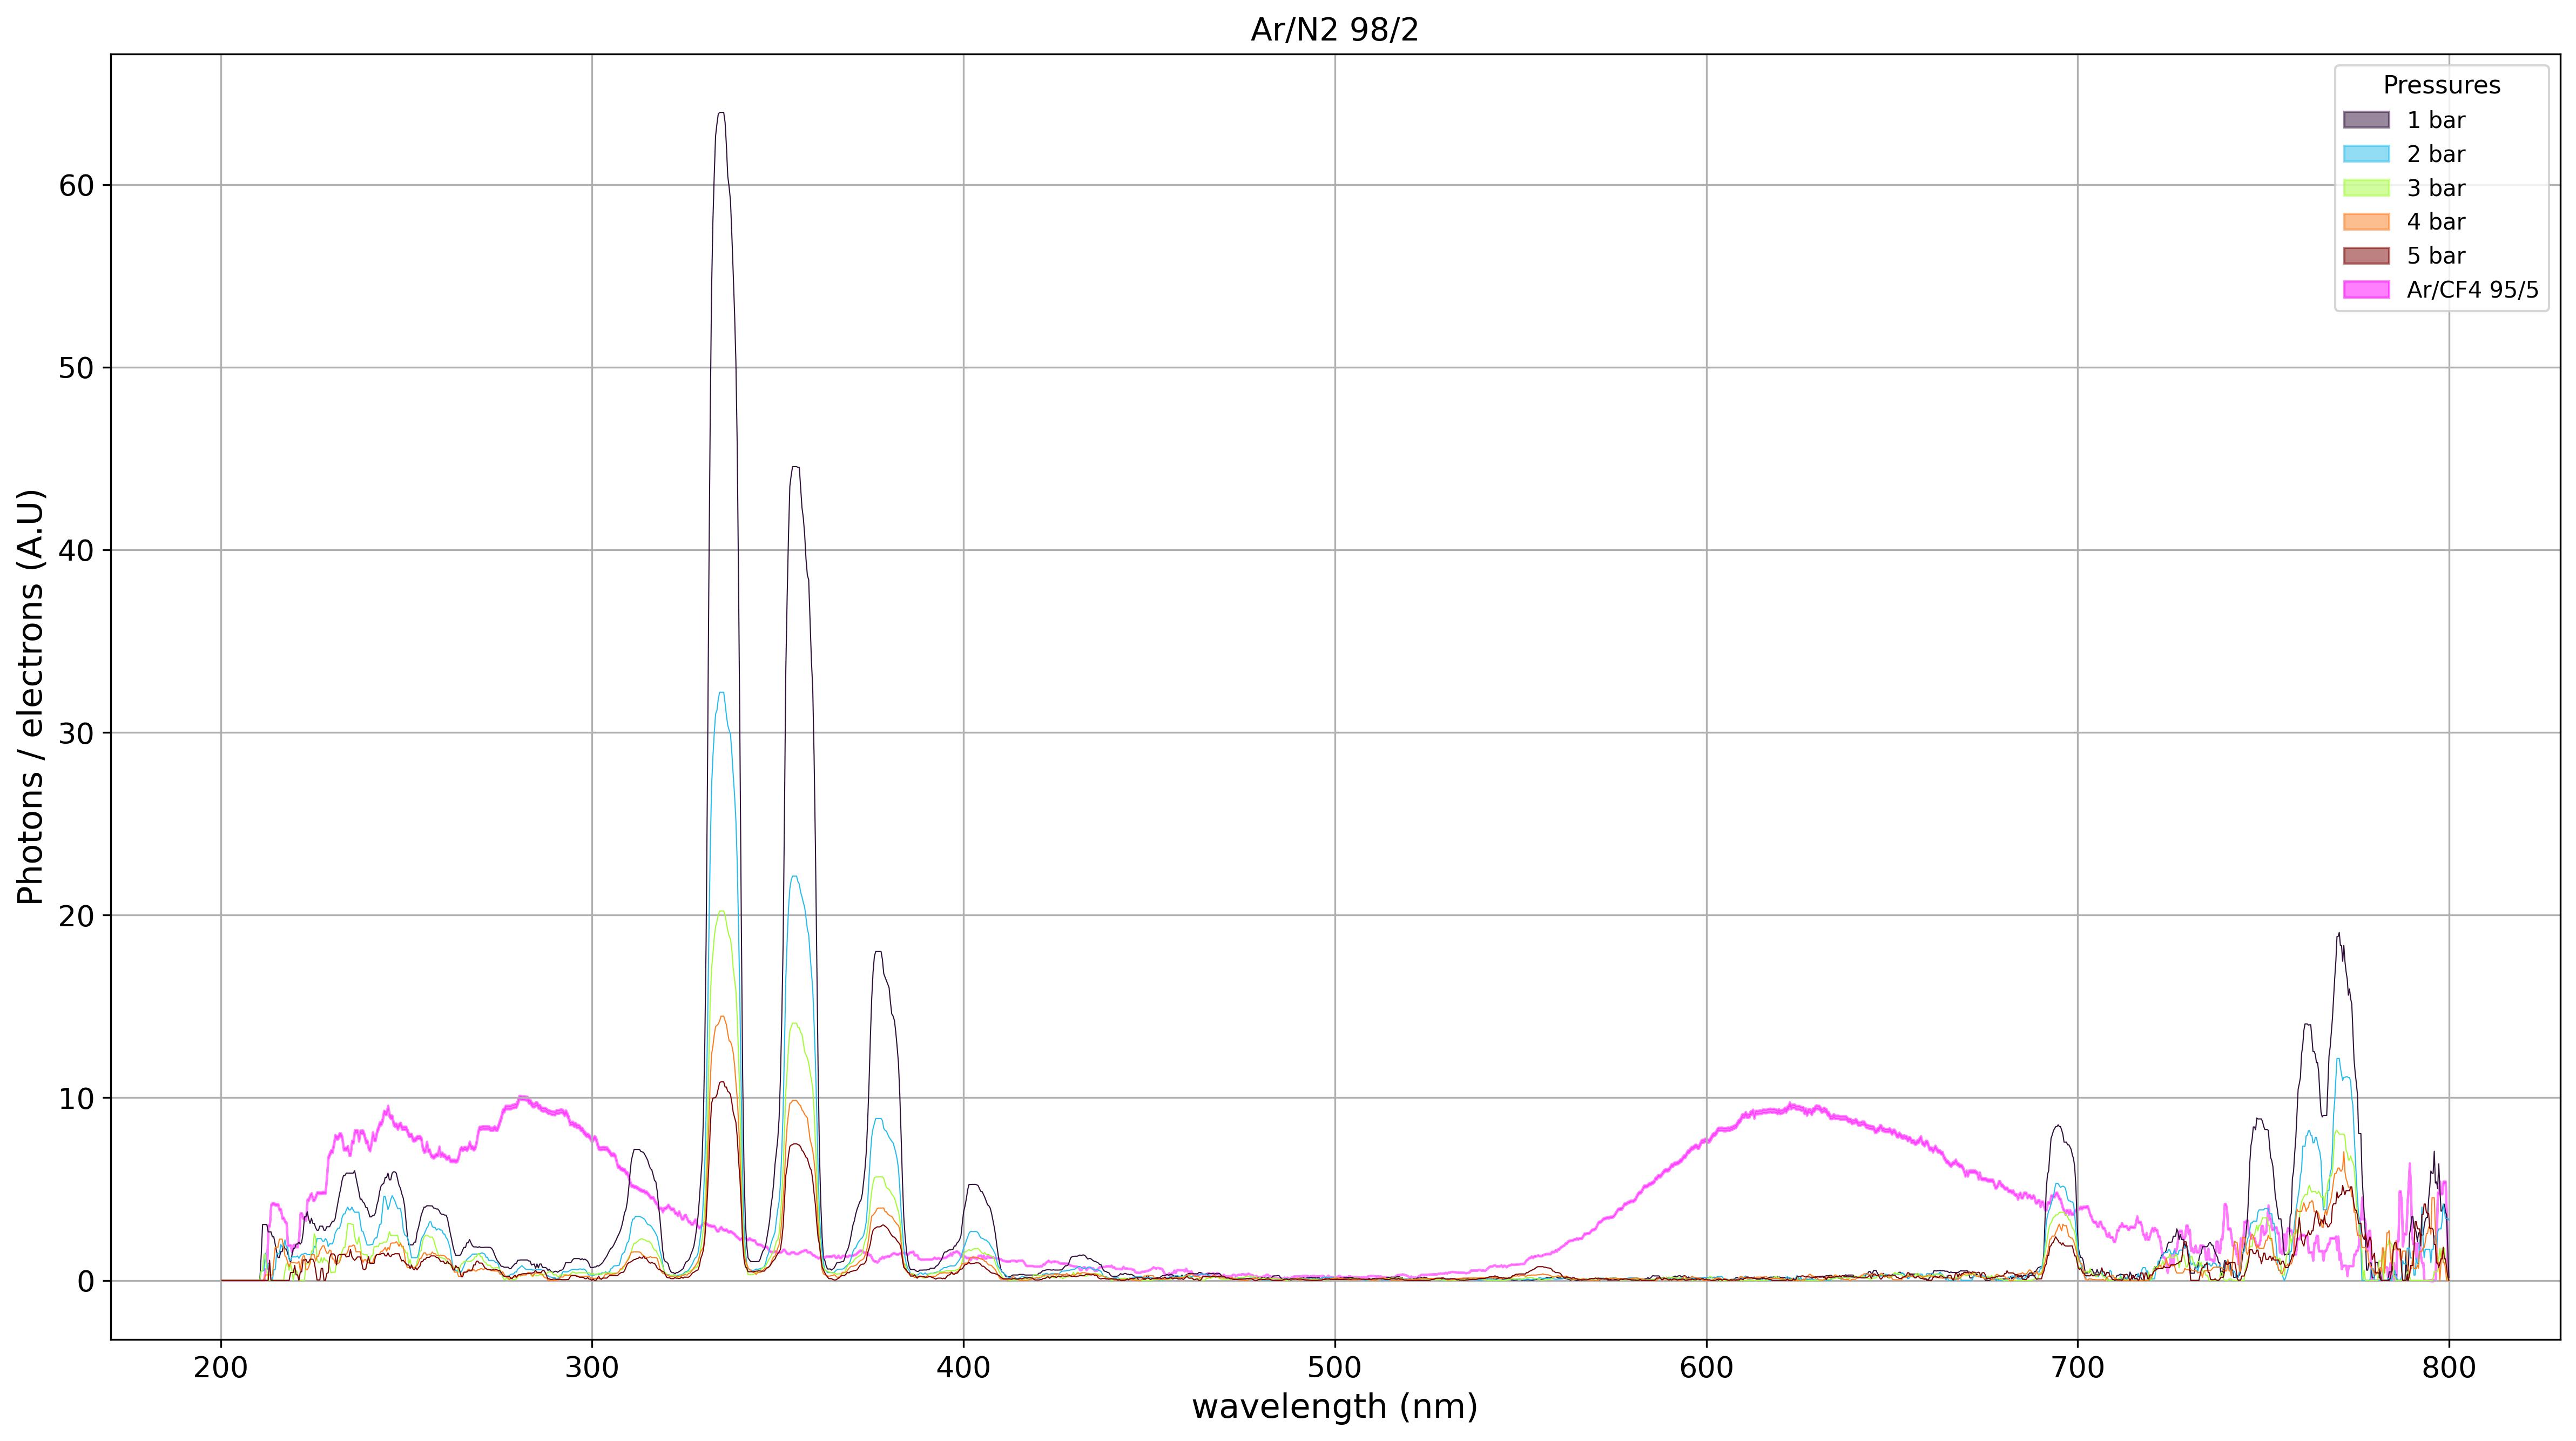 Ar/N2 98/2
Photons / electrons (A.U)
60
50
40
30
20
10
0
200 300 400 500 600 700 800
wavelength (nm)
Pressures
1 bar
2 bar
3 bar
4 bar
5 bar
Ar/CF4 95/5